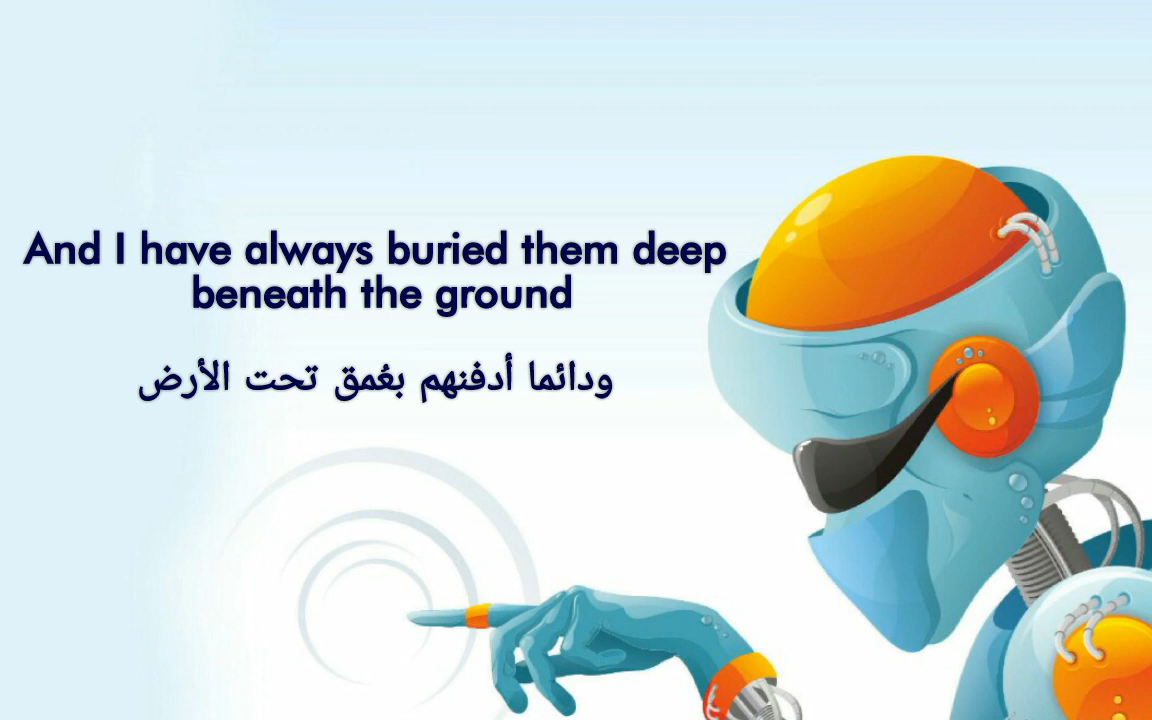 And I have always buried them deep
beneath the ground
ودائما أدفنهم بعُمق تحت الأرض